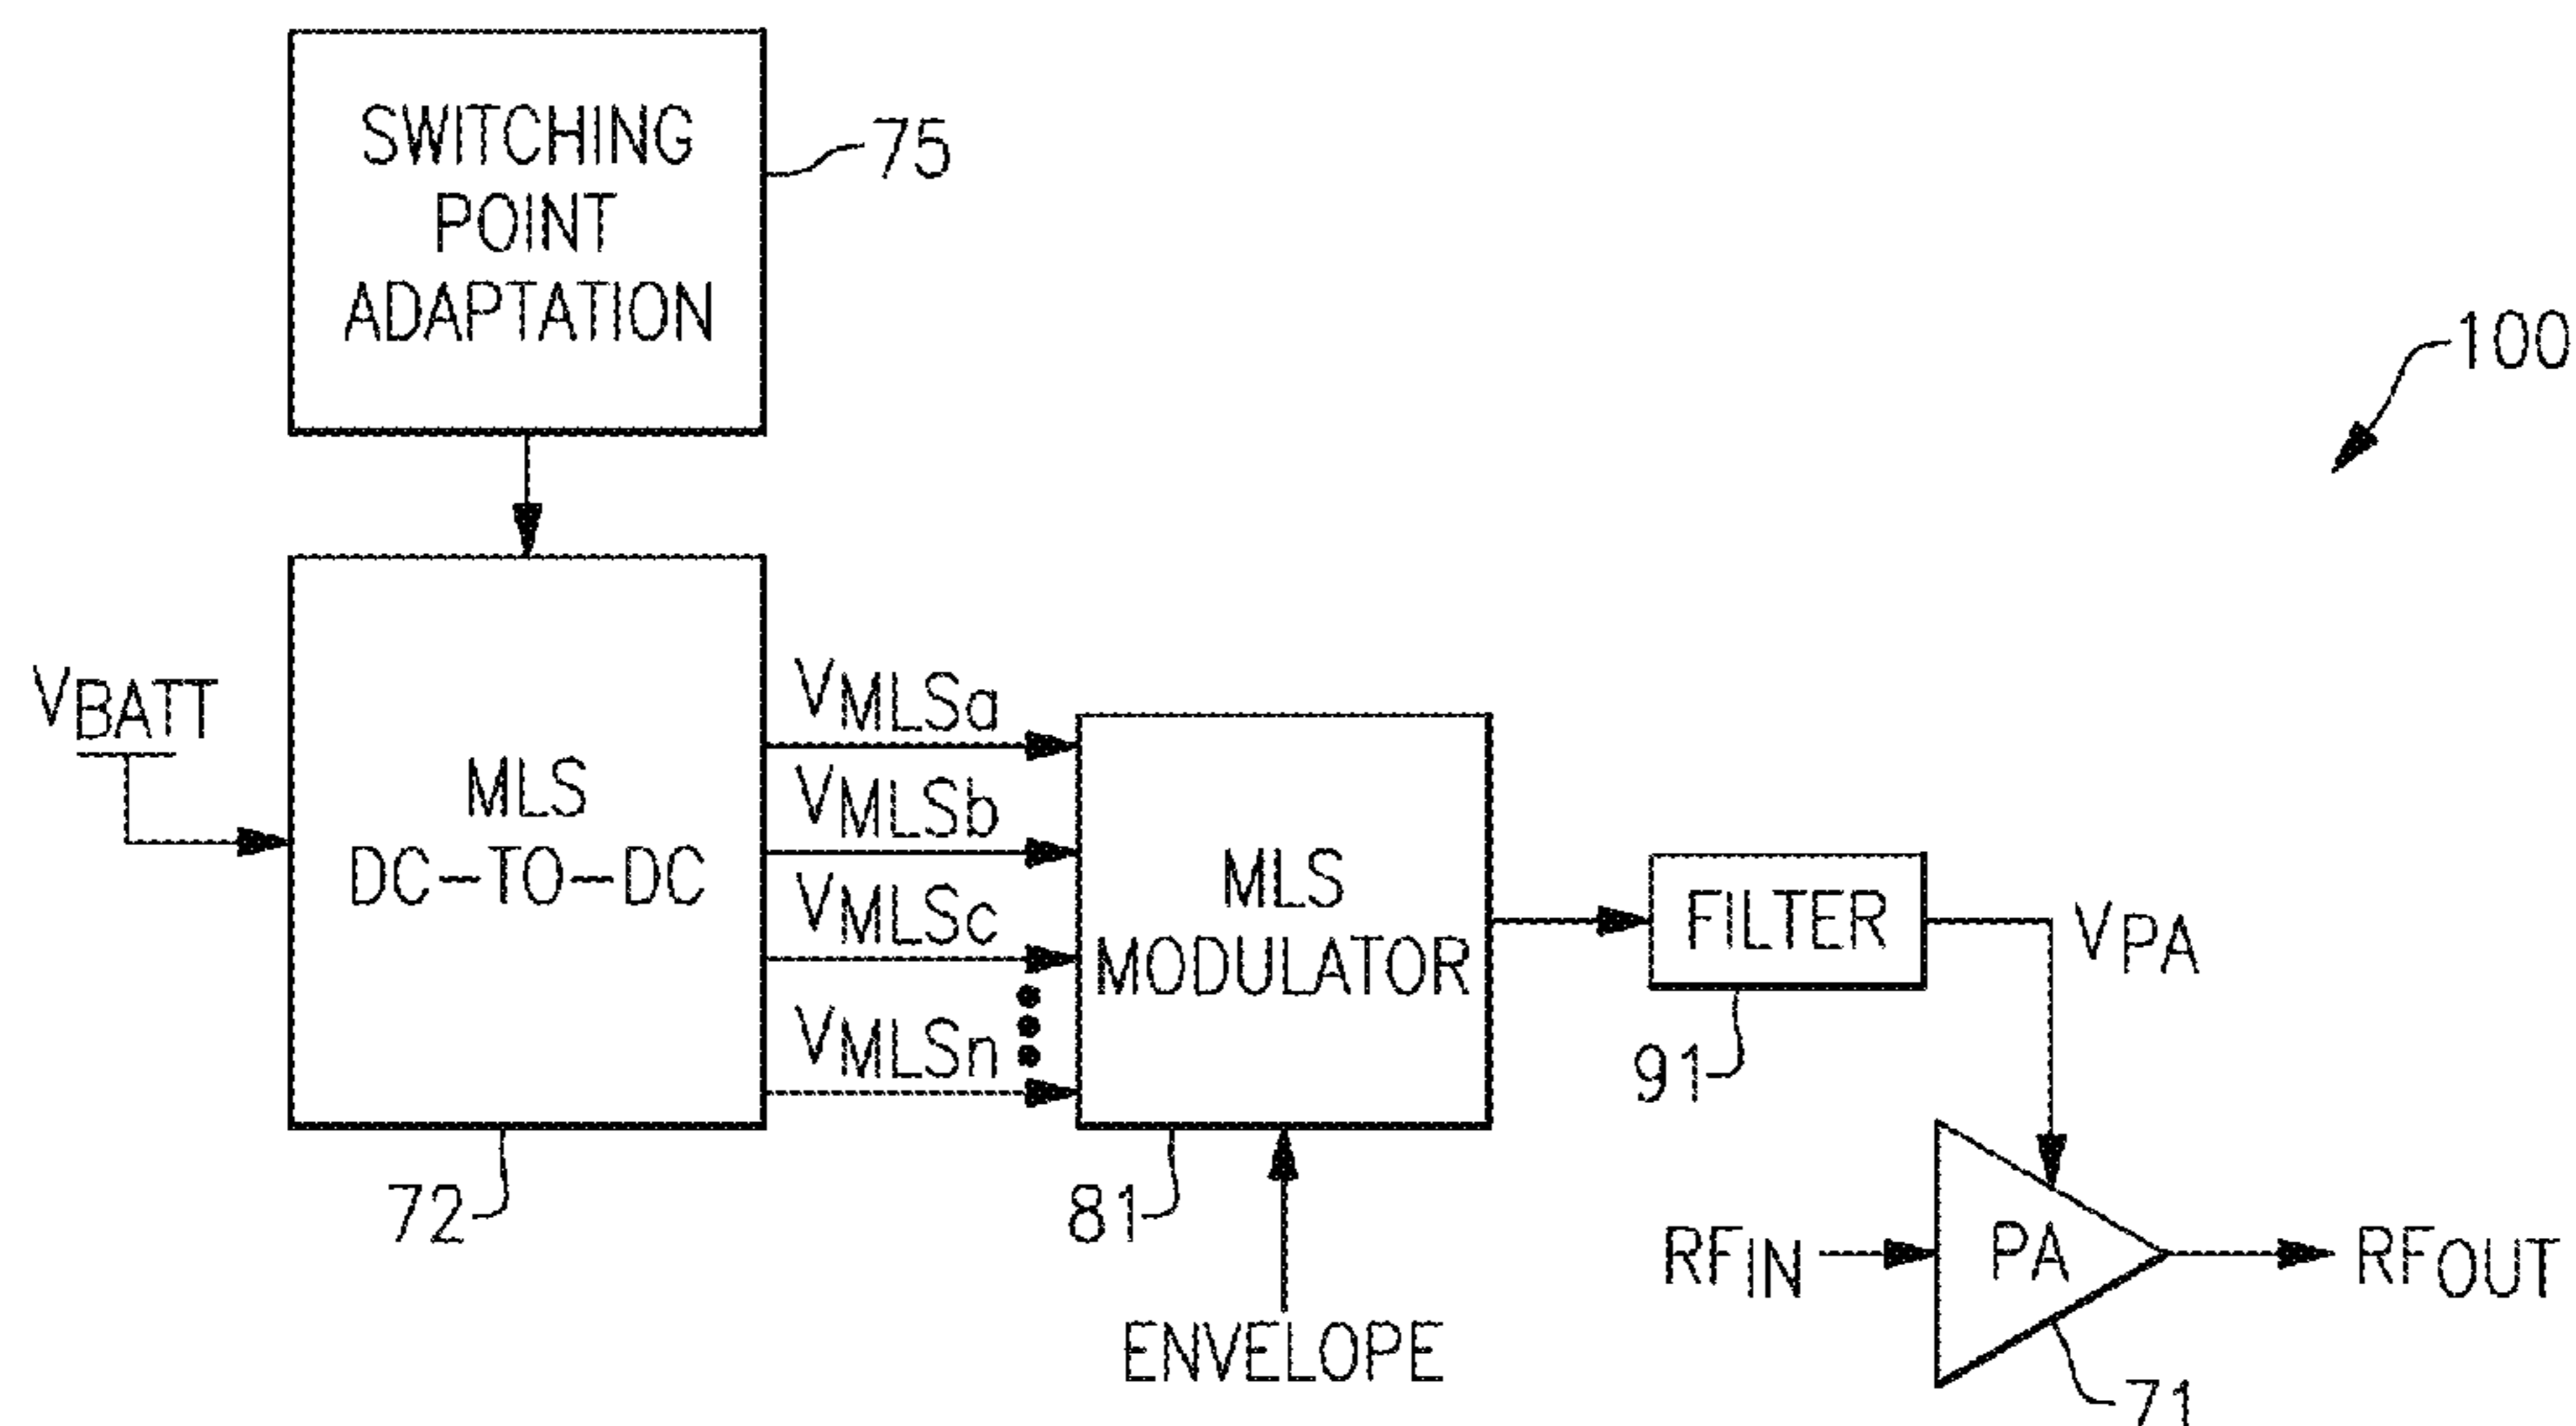 SWITCHING
POINT
ADAPTATION
75
100
VBATT
MLS
DC-TO-DC
72
VMLSa
VMLSb
VMLSc
VMLSn
MLS
MODULATOR
81
ENVELOPE
FILTER
91
VPA
RFIN
PA
RFOUT
71